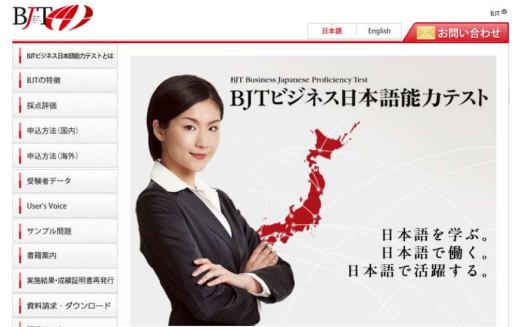 BJT
BJT ®
日本語
English
お問い合わせ
BJTビジネス日本語能力テストとは
BJTの特徴
採点評価
申込方法(国内)
申込方法(海外)
受験者データ
User's Voice
サンプル問題
書籍案内
実施結果・成績証明書再発行
資料請求・ダウンロード
BJT Business Japanese Proficiency Test
BJTビジネス日本語能力テスト
日本語を学ぶ。
日本語で働く。
日本語で活躍する。